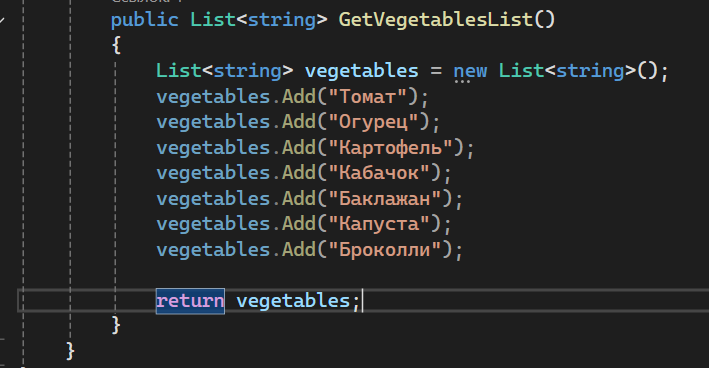 public List<string> GetVegetablesList()
{
List<string> vegetables = new List<string>();
vegetables.Add("Томат");
vegetables.Add("Огурец");
vegetables.Add("Картофель");
vegetables.Add("Кабачок");
vegetables.Add("Баклажан");
vegetables.Add("Капуста");
vegetables.Add("Броколли");
return vegetables;
}
}